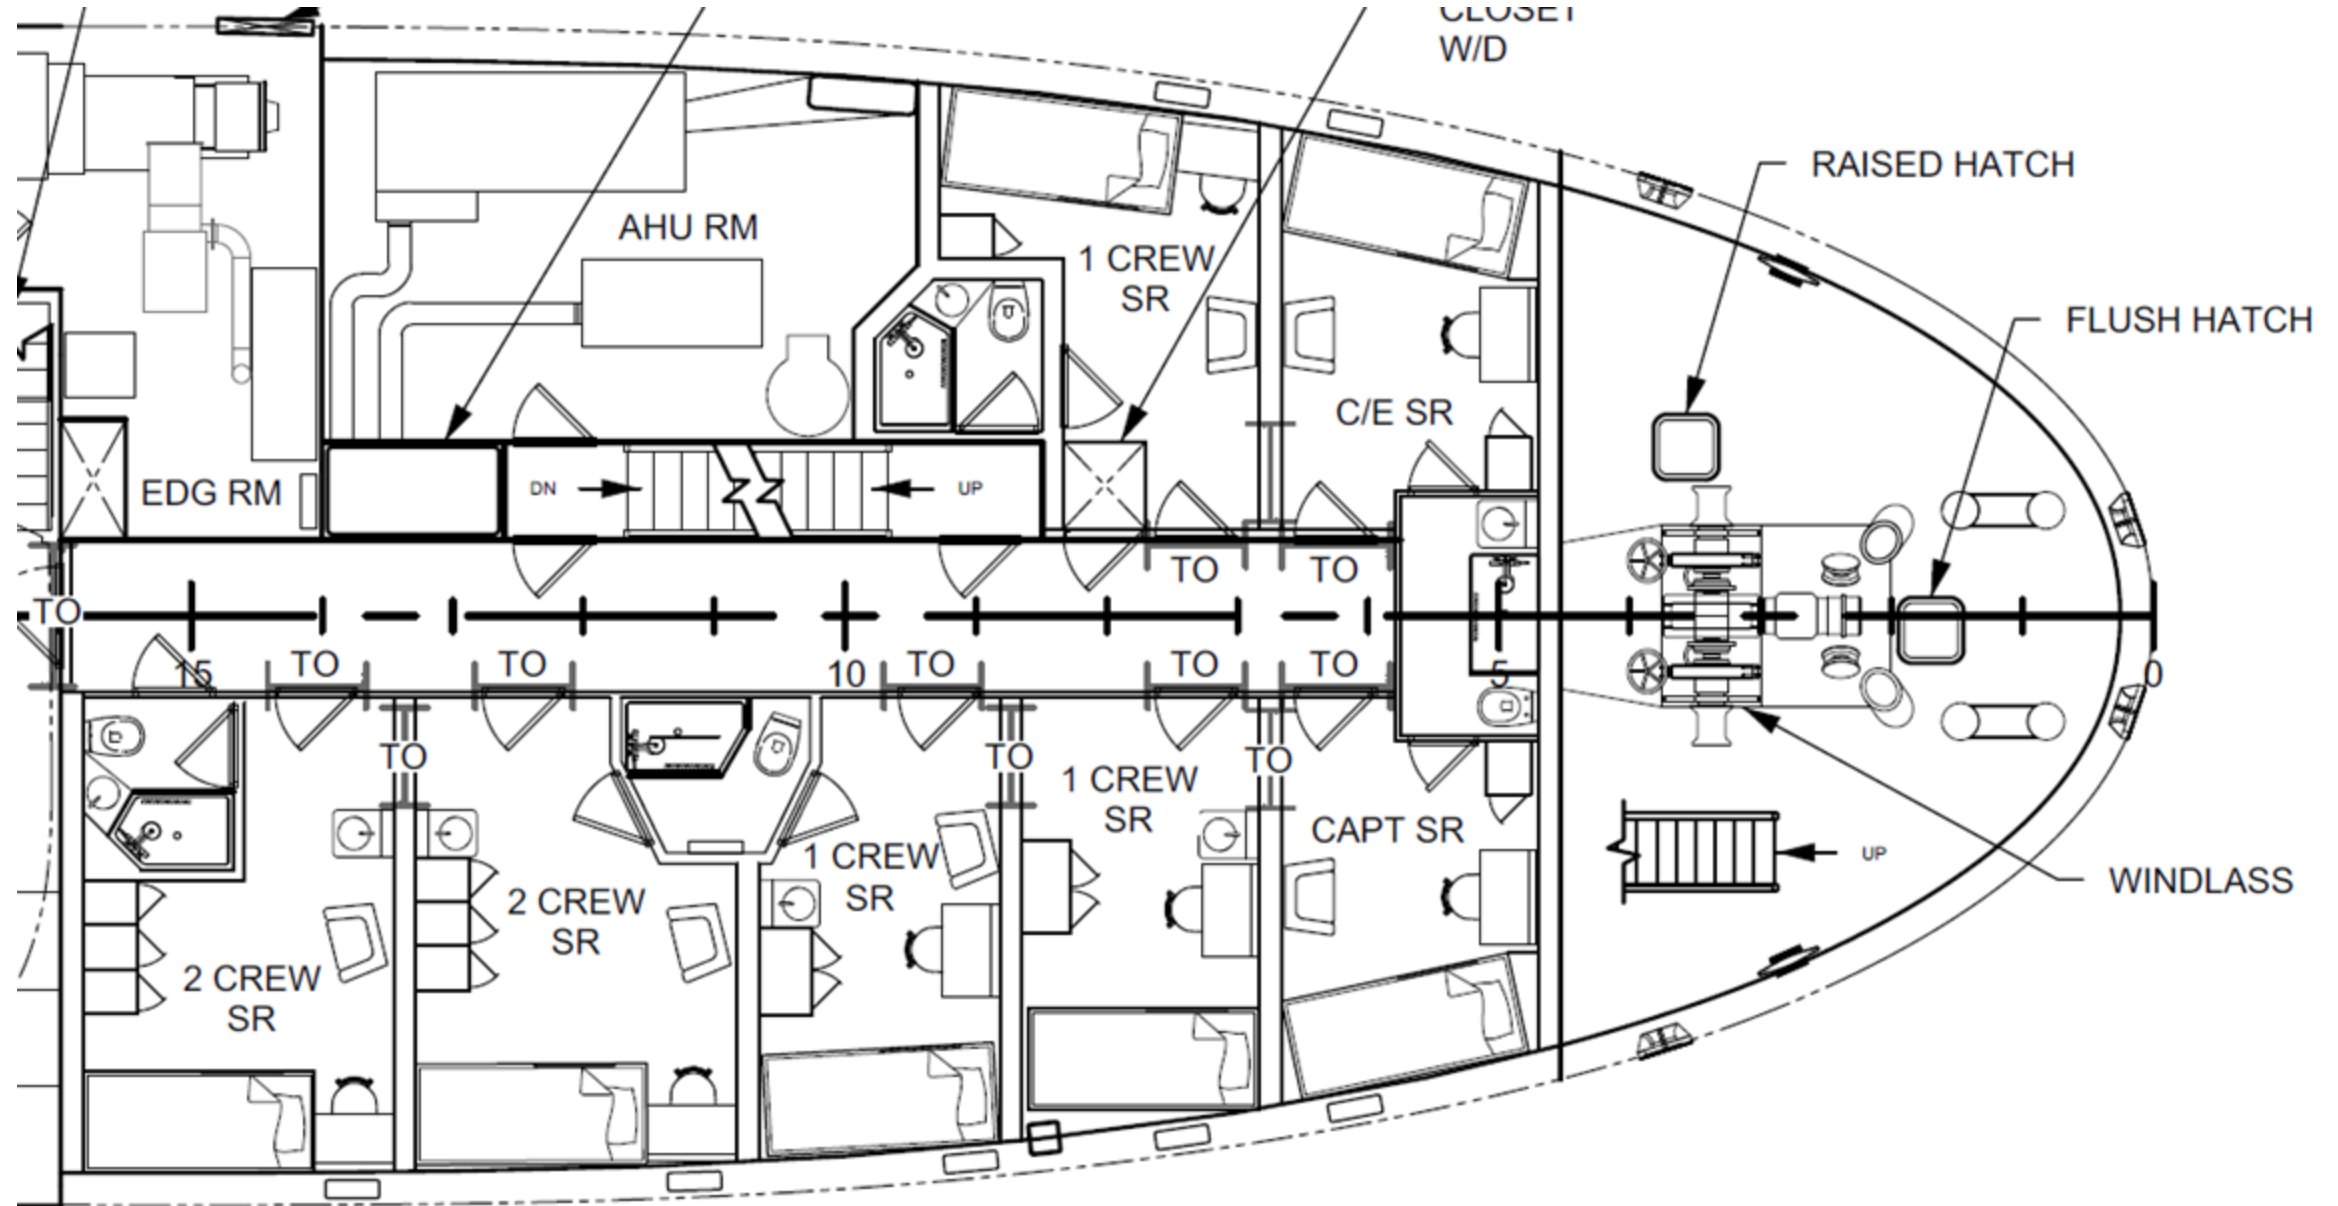 CLOSET
W/D
RAISED HATCH
AHU RM
1 CREW
SR
FLUSH HATCH
C/E SR
EDG RM
DN
UP
TO
TO
TO
TO
TO
TO
TO
TO
15
10
5
0
TO
TO
TO
1 CREW
SR
CAPT SR
1 CREW
SR
UP
WINDLASS
2 CREW
SR
2 CREW
SR